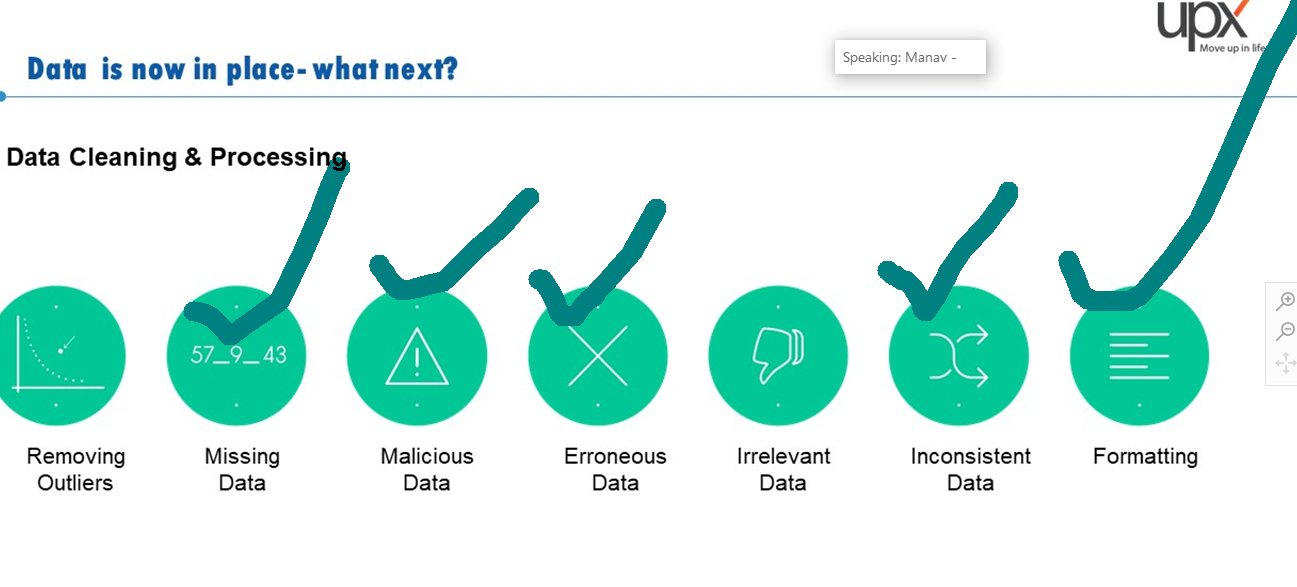 upx
Move up in life
Data is now in place- what next?
Speaking: Manav -
Data Cleaning & Processing
57_9_43
Removing
Outliers
Missing
Data
Malicious
Data
Erroneous
Data
Irrelevant
Data
Inconsistent
Data
Formatting